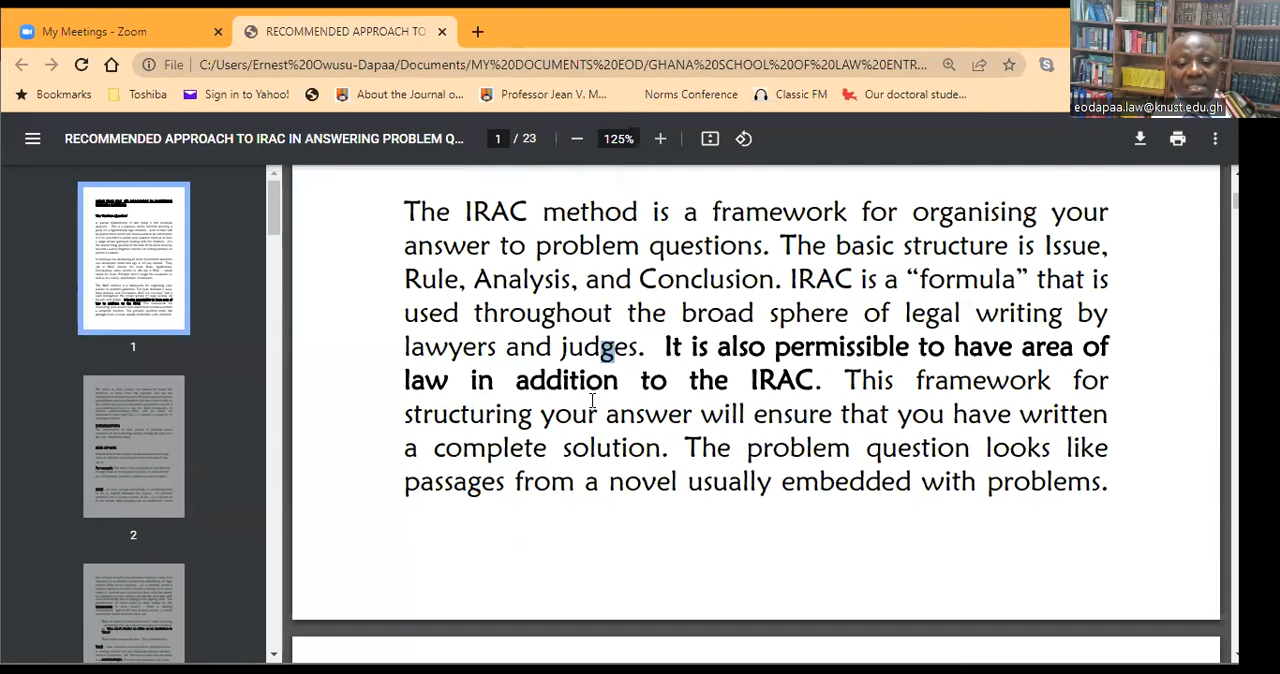 My Meetings - Zoom
RECOMMENDED APPROACH TO
File
C:/Users/Ernest%20Owusu-Dapa/Documents/MY%20DOCUMENTS%20EOD/GHANA%20SCHOOL%20OF%20LAW%20ENTR...
eodapaa.law@knust.edu.gh
Bookmarks
Toshiba
Sign in to Yahoo!
About the Journal o...
Professor Jean V. M...
Norms Conference
Classic FM
Our doctoral stude...
RECOMMENDED APPROACH TO IRAC IN ANSWERING PROBLEM Q...
1 / 23
125%
The IRAC method is a framework for organising your
answer to problem questions. The basic structure is Issue,
Rule, Analysis, and Conclusion. IRAC is a “formula” that is
used throughout the broad sphere of legal writing by
lawyers and judges. It is also permissible to have area of
law in addition to the IRAC. This framework for
structuring your answer will ensure that you have written
a complete solution. The problem question looks like
passages from a novel usually embedded with problems.
1
2